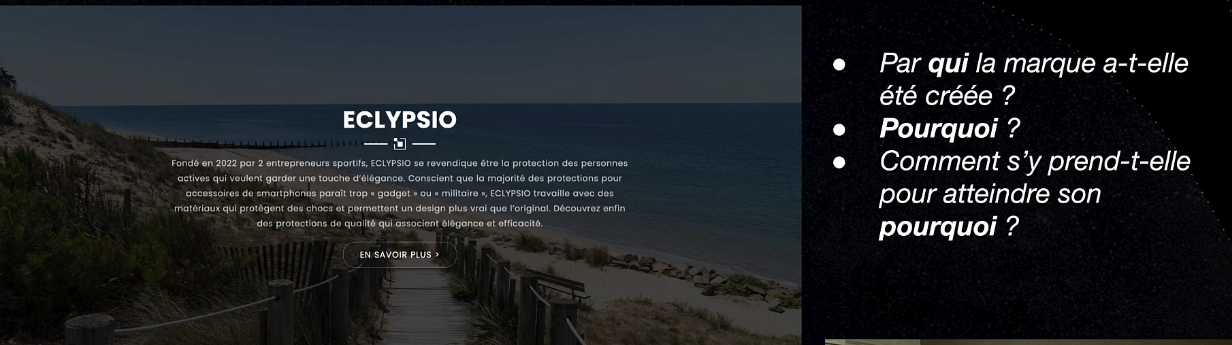 ECLYPSIO
Fondé en 2022 par 2 entrepreneurs sportifs, ECLYPSIO se revendique être la protection des personnes
actives qui veulent garder une touche d'élégance. Conscient que la majorité des protections pour
accessoires de smartphones paraît trop « gadget » ou « militaire », ECLYPSIO travaille avec des
matériaux qui protègent des chocs et permettent un design plus vrai que l'original. Découvrez enfin
des protections de qualité qui associent élégance et efficacité.
EN SAVOIR PLUS >
● Par qui la marque a-t-elle
été créée ?
● Pourquoi ?
● Comment s'y prend-t-elle
pour atteindre son
pourquoi ?